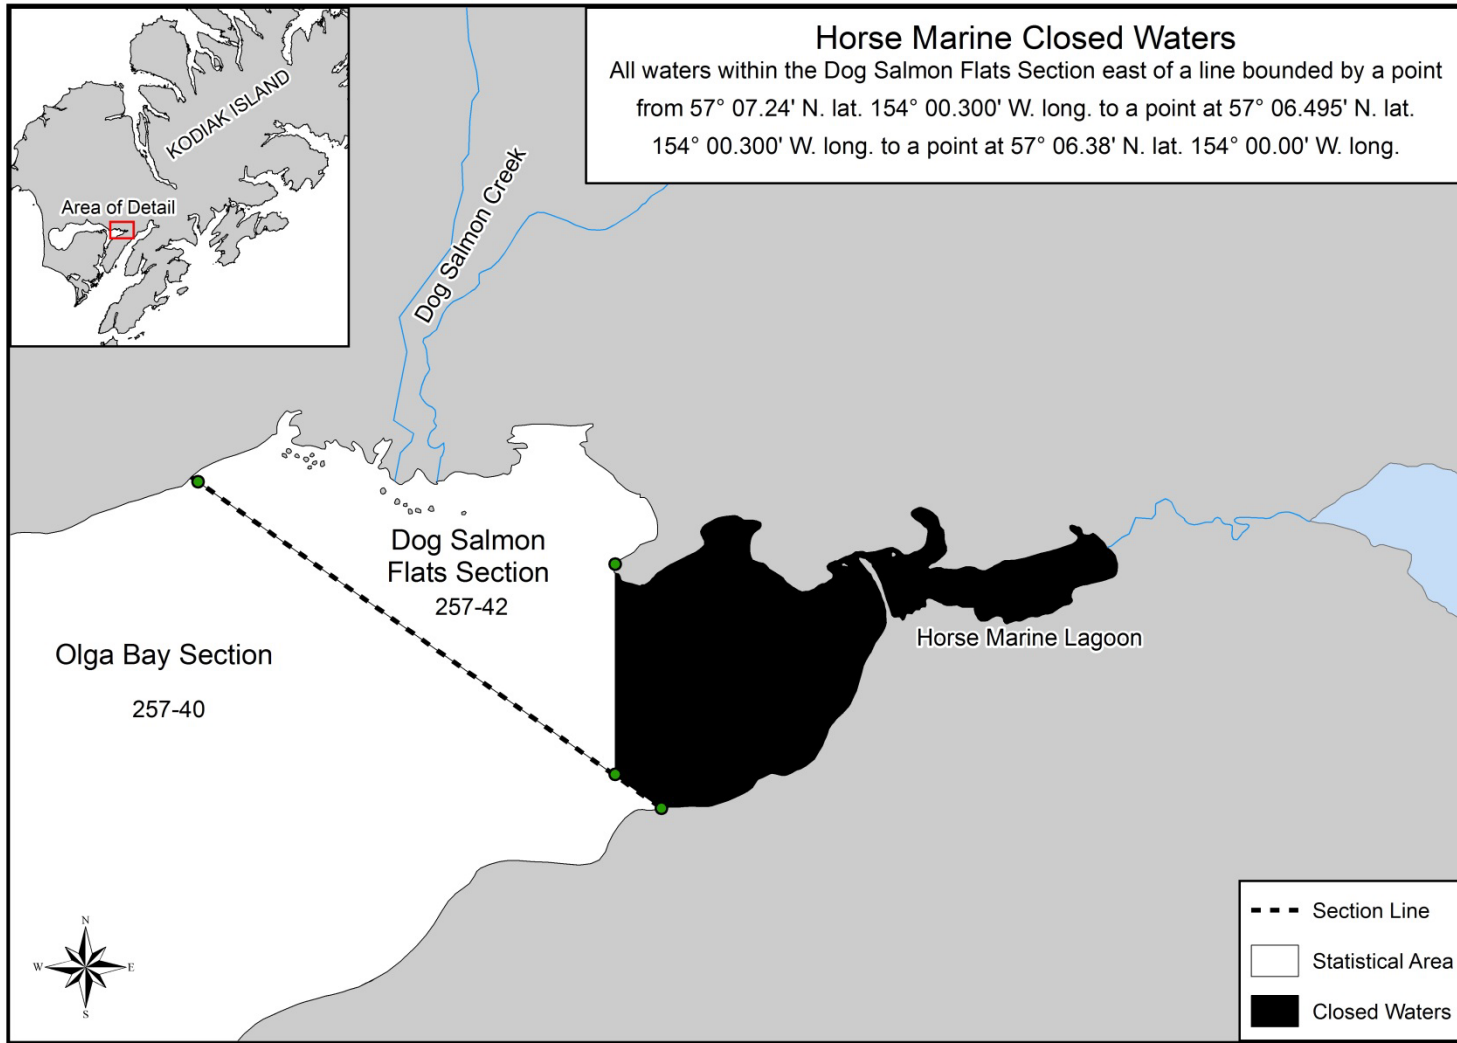 Horse Marine Closed Waters
All waters within the Dog Salmon Flats Section east of a line bounded by a point
from 57° 07.24' N. lat. 154° 00.300' W. long. to a point at 57° 06.495' N. lat.
154° 00.300' W. long. to a point at 57° 06.38' N. lat. 154° 00.00' W. long.
KODIAK ISLAND
Area of Detail
Dog Salmon Creek
Dog Salmon
Flats Section
257-42
Olga Bay Section
257-40
Horse Marine Lagoon
N
W
E
S
Section Line
Statistical Area
Closed Waters